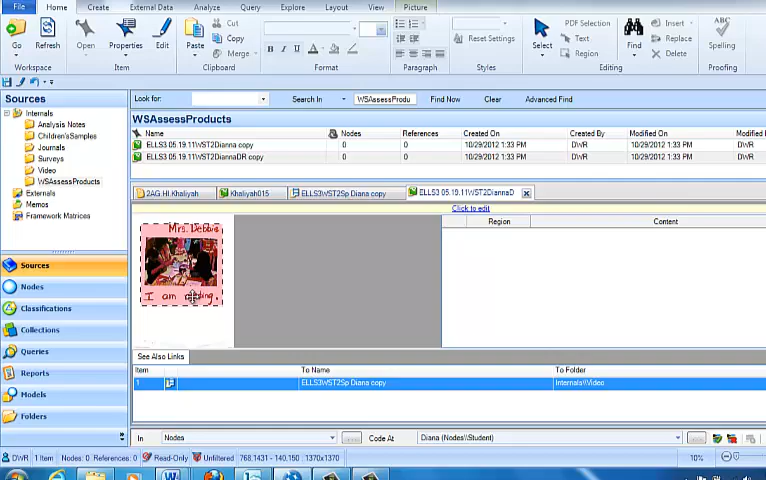 File Home Create External Data Analyze Query Explore Layout View Picture
Go Refresh Open Properties Edit Paste Cut Copy Merge Reset Settings Select PDF Selection Text Region Find Insert Replace Delete Spelling
Workspace Item Clipboard Format Paragraph Styles Editing Proofing
Sources
Internals
Analysis Notes
Children'sSamples
Journals
Surveys
Video
WSAssessProducts
Externals
Memos
Framework Matrices
Sources
Nodes
Classifications
Collections
Queries
Reports
Models
Folders
Look for: Search In WSAssessProdu Find Now Clear Advanced Find
WSAssessProducts
Name Nodes References Created On Created By Modified On Modified
ELLS3 05.19.11WST2Dianna copy 0 0 10/29/2012 1:33 PM DWR 10/29/2012 1:33 PM DWR
ELLS3 05.19.11WST2DiannaDR copy 0 0 10/29/2012 1:33 PM DWR 10/29/2012 1:33 PM DWR
2AG.HI.Khaliyah Khaliyah015 ELLS3WST2Sp Diana copy ELLS3 05.19.11WST2DiannaD
Click to edit
Region Content
Mrs. Debbie
I am
See Also Links
Item To Name To Folder
1 ELLS3WST2Sp Diana copy Internals\\Video
In Nodes Code At Diana (Nodes\\Student)
DWR 1 Item Nodes: 0 References: 0 Read-Only Unfiltered 768.1431 - 140.150 1370x1370 10%